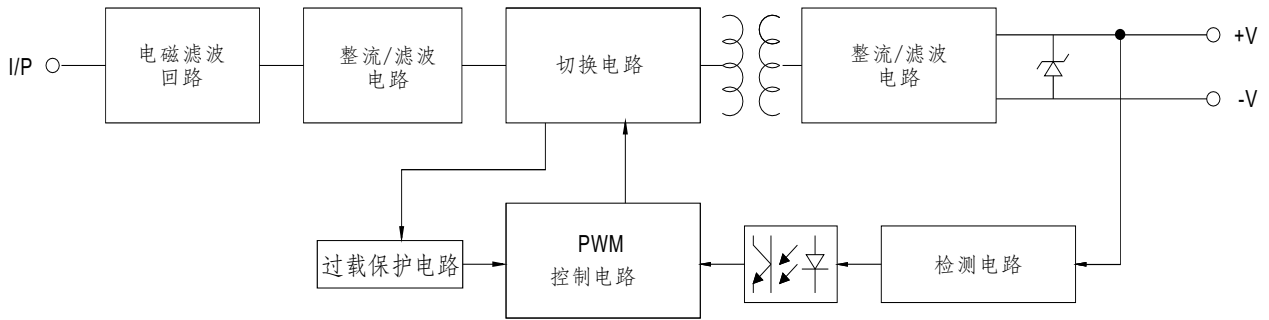 I/P
电磁滤波
回路
整流/滤波
电路
切换电路
整流/滤波
电路
+V
-V
过载保护电路
PWM
控制电路
检测电路